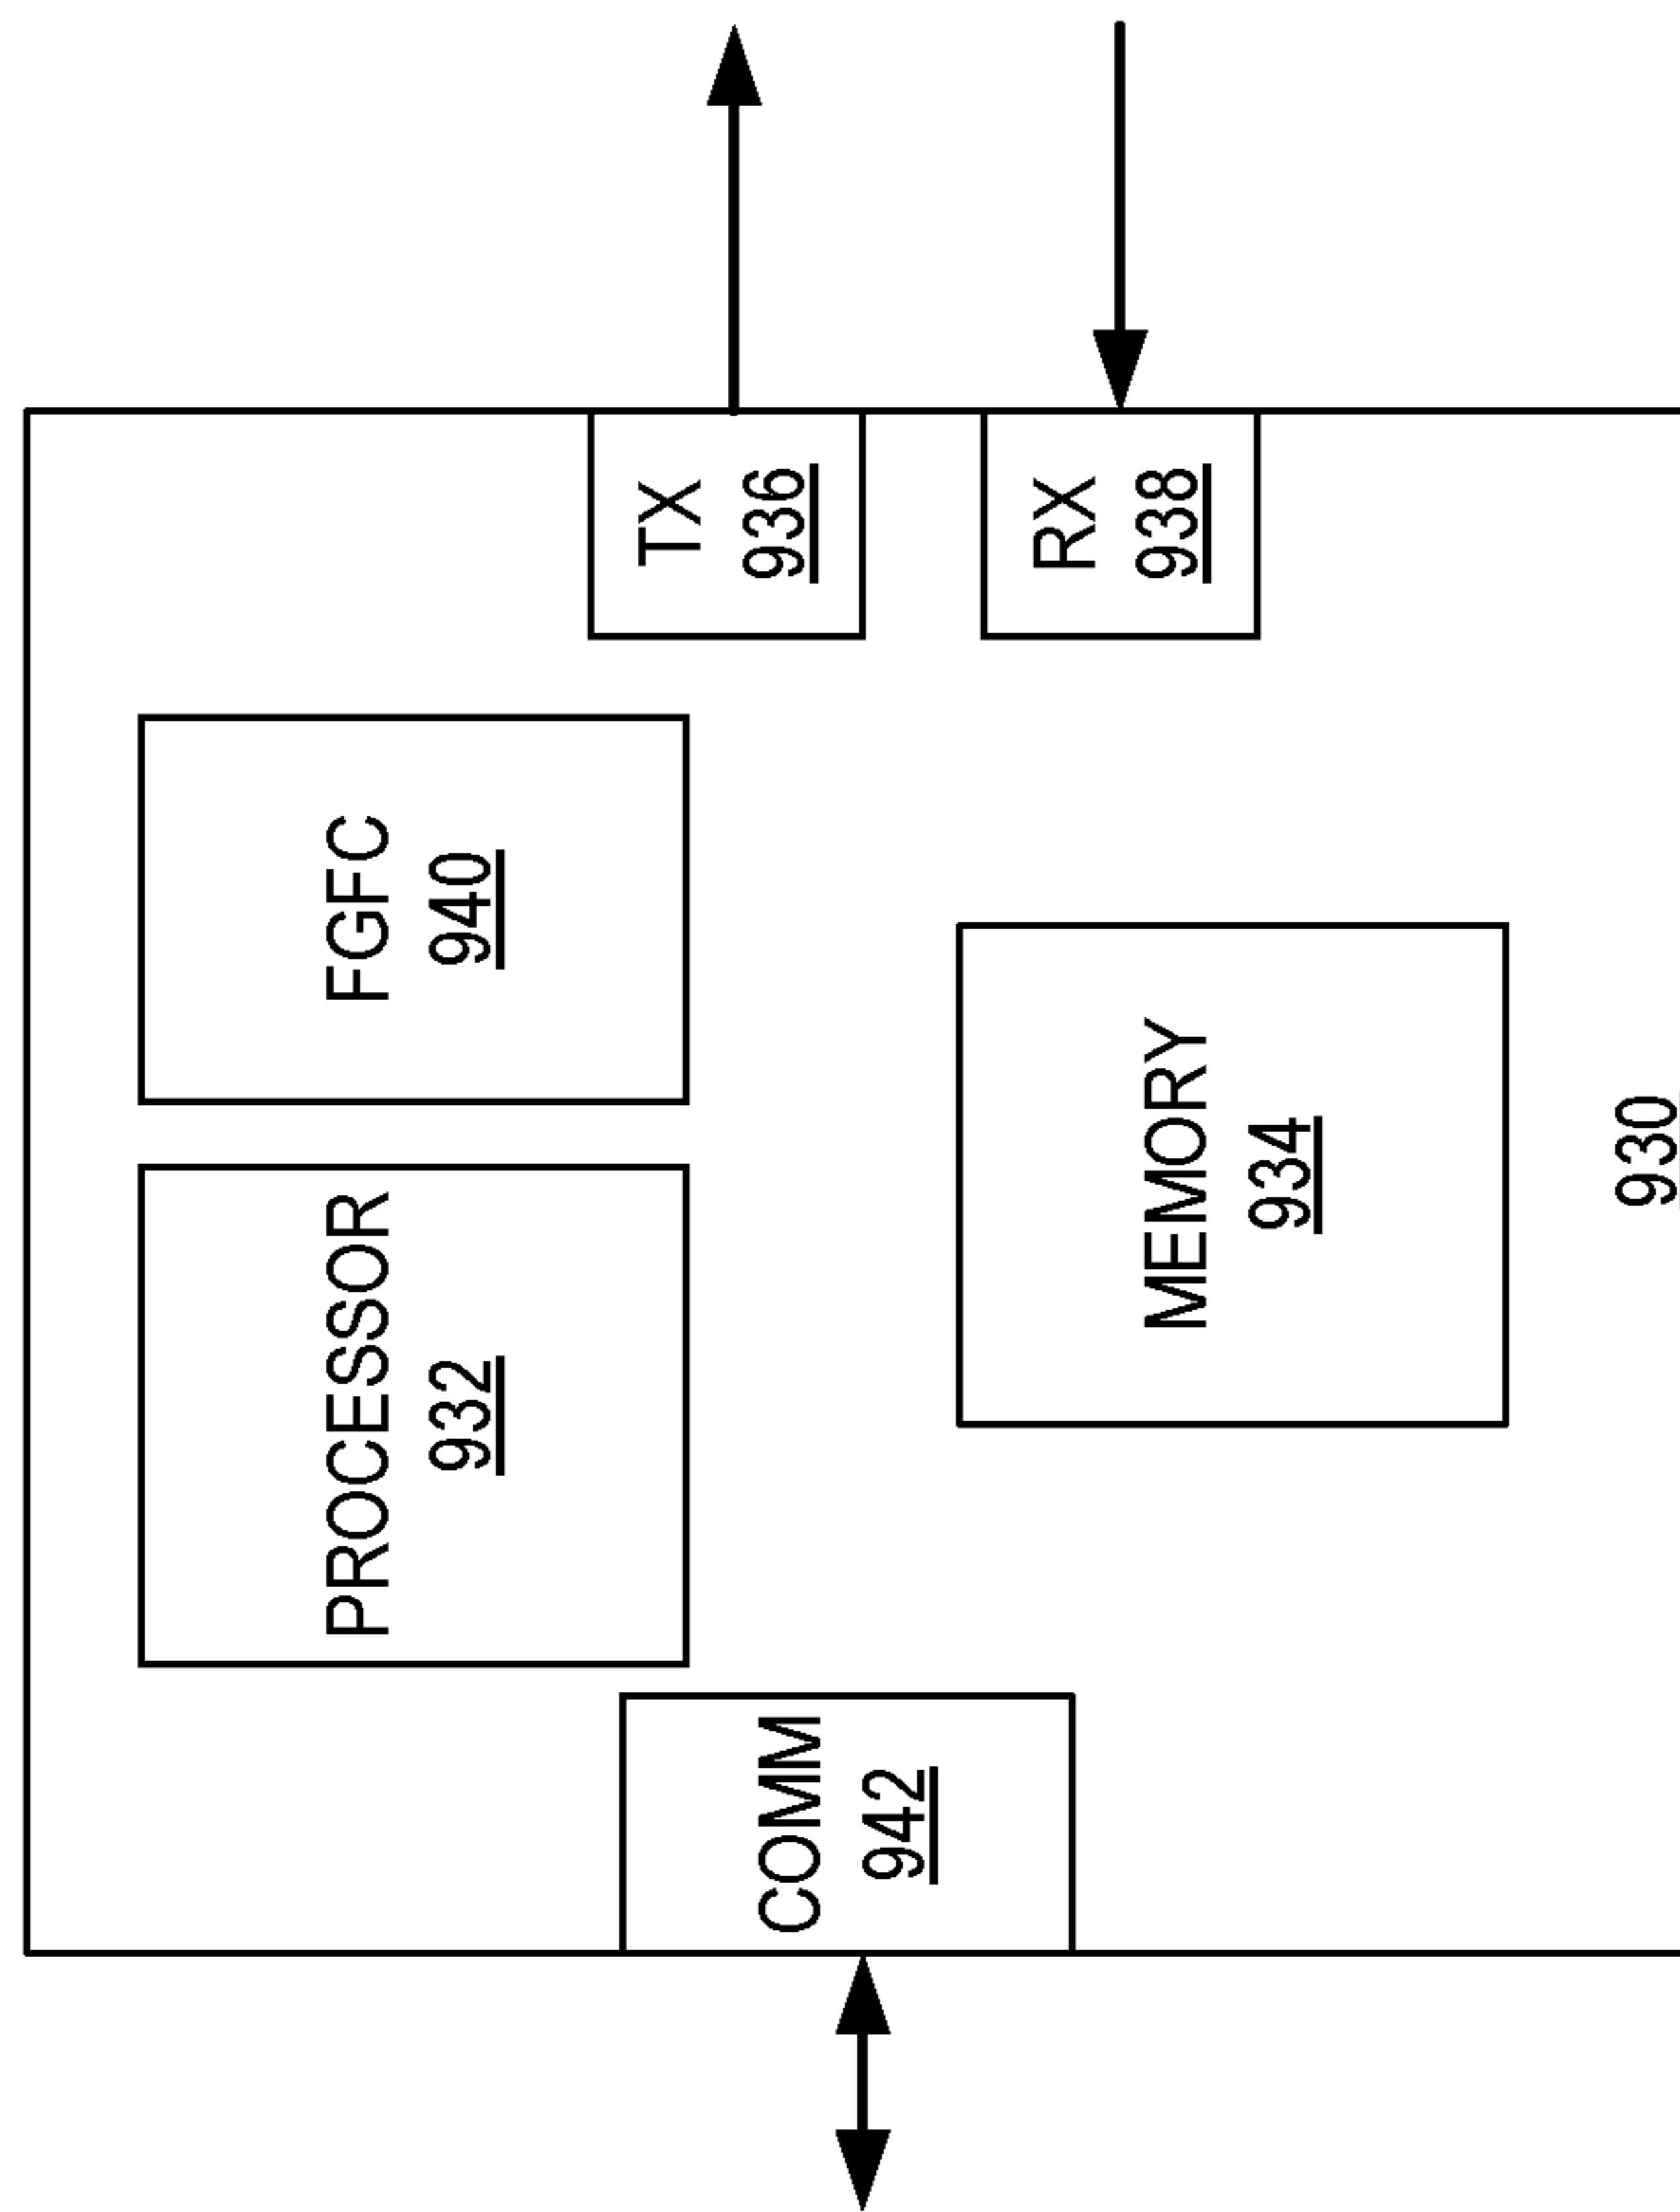 PROCESSOR
932
FGFC
940
COMM
942
TX
936
RX
938
MEMORY
934
930